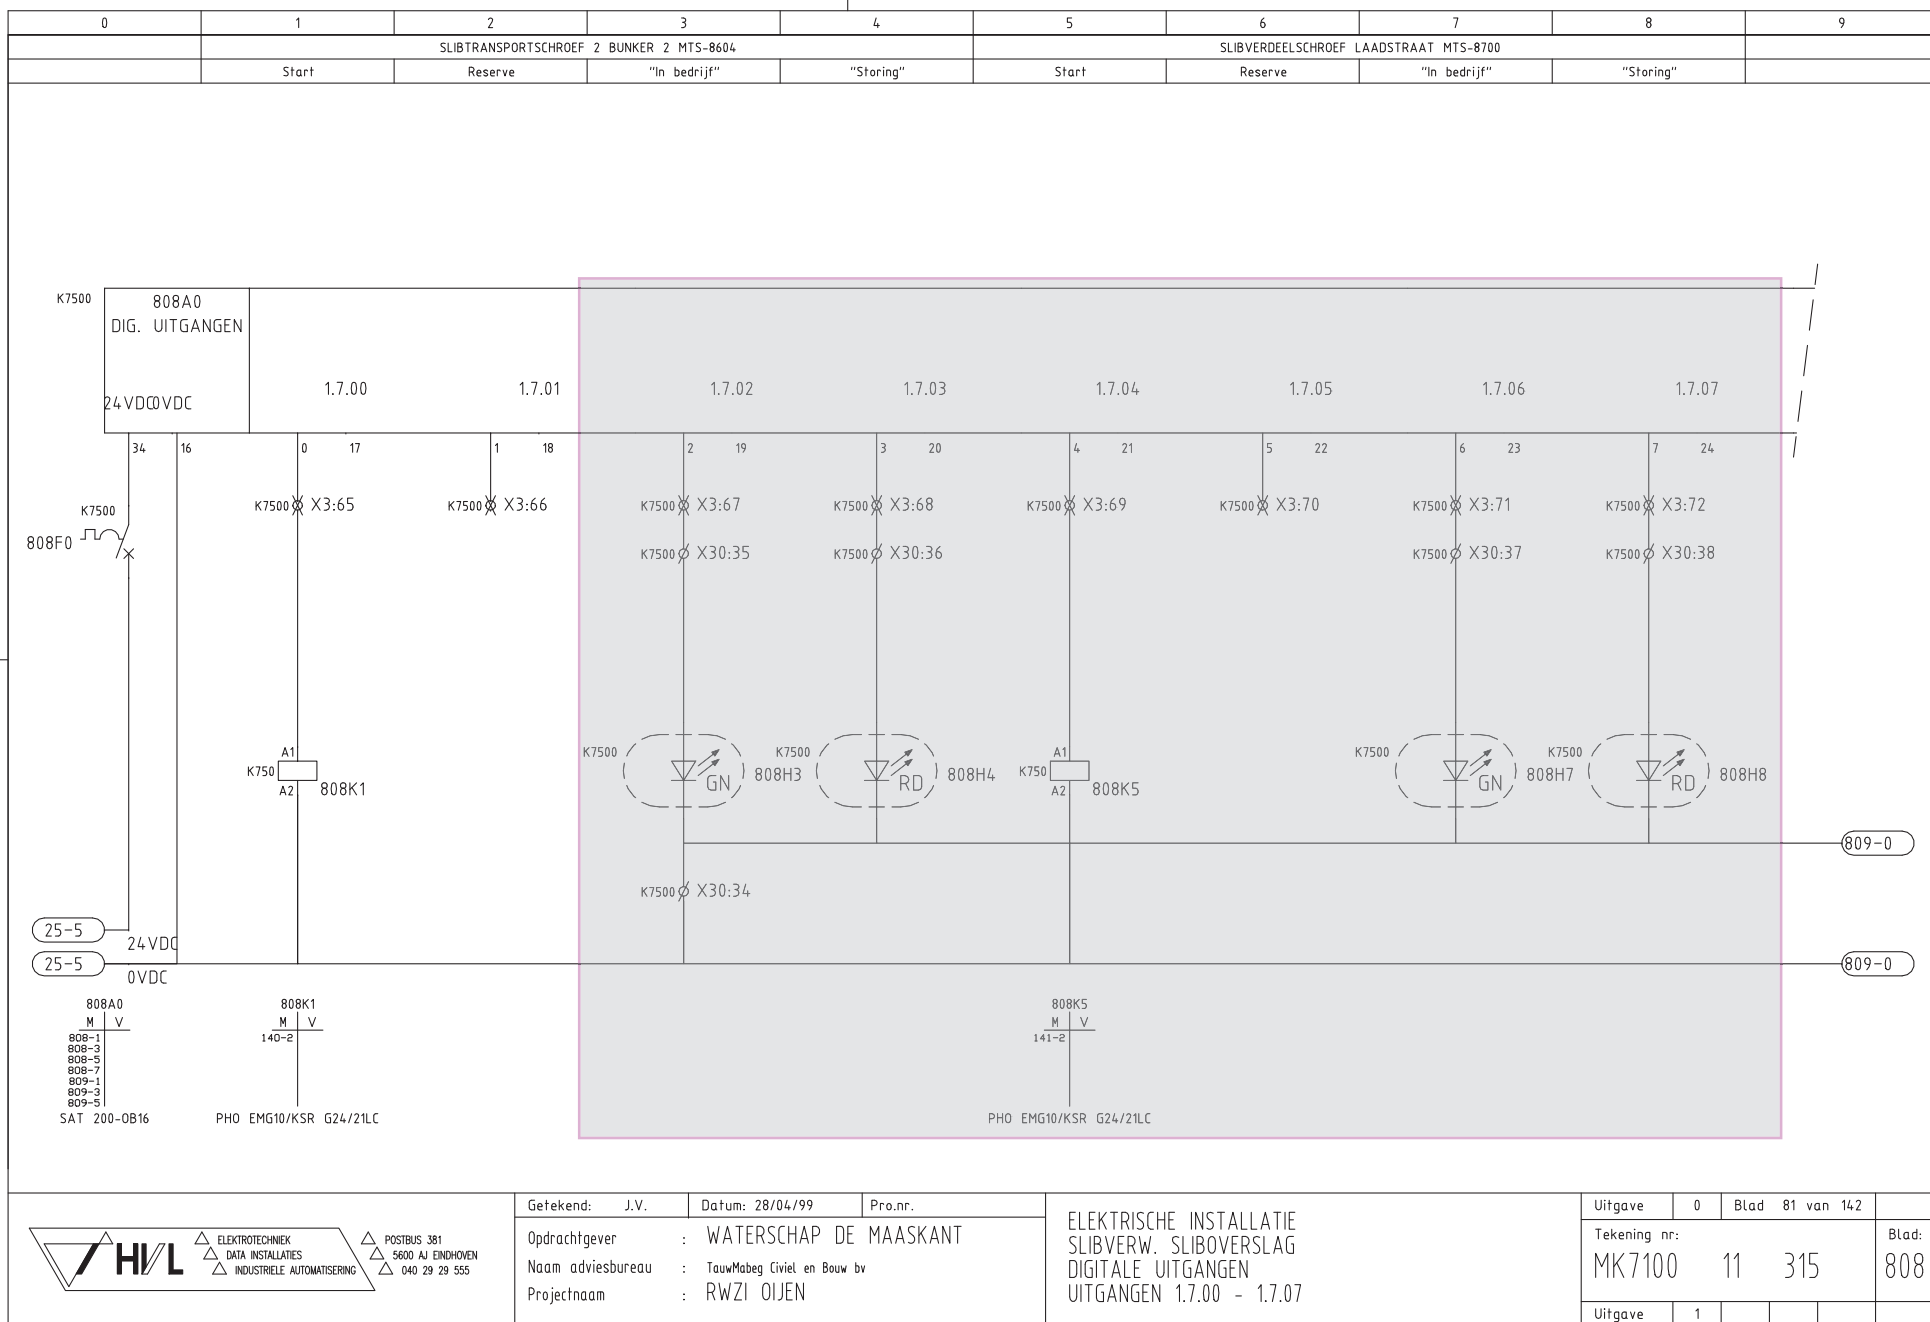 0 1 2 3 4 5 6 7 8 9
SLIBTRANSPORTSCHROEF 2 BUNKER 2 MTS-8604 SLIBVERDEELSCHROEF LAADSTRAAT MTS-8700
Start Reserve "In bedrijf" "Storing" Start Reserve "In bedrijf" "Storing"
K7500 808A0
DIG. UITGANGEN
1.7.00 1.7.01 1.7.02 1.7.03 1.7.04 1.7.05 1.7.06 1.7.07
24VDC 0VDC
34 16 0 17 1 18 2 19 3 20 4 21 5 22 6 23 7 24
K7500 X3:65 K7500 X3:66 K7500 X3:67 K7500 X3:68 K7500 X3:69 K7500 X3:70 K7500 X3:71 K7500 X3:72
K7500
808F0
K7500 X30:35 K7500 X30:36 K7500 X30:37 K7500 X30:38
A1 K7500 K7500 A1 K7500 K7500
K750 808H3 808H4 K750 808H7 808H8
GN RD GN RD
A2 808K1 A2 808K5
809-0
K7500 X30:34
25-5
24VDC
25-5 809-0
0VDC
808A0 808K1 808K5
M V M V M V
808-1 140-2 141-2
808-3
808-5
808-7
809-1
809-3
809-5
SAT 200-OB16 PHO EMG10/KSR G24/21LC PHO EMG10/KSR G24/21LC
HVL
ELEKTROTECHNIEK
DATA INSTALLATIES
INDUSTRIELE AUTOMATISERING
POSTBUS 381
5600 AJ EINDHOVEN
040 29 29 555
Getekend: J.V. Datum: 28/04/99 Pro.nr.
Opdrachtgever : WATERSCHAP DE MAASKANT
Naam adviesbureau : TauwMabeg Civiel en Bouw bv
Projectnaam : RWZI OIJEN
ELEKTRISCHE INSTALLATIE
SLIBVERW. SLIBOVERSLAG
DIGITALE UITGANGEN
UITGANGEN 1.7.00 - 1.7.07
Uitgave 0 Blad 81 van 142
Tekening nr: Blad:
MK7100 11 315 808
Uitgave 1